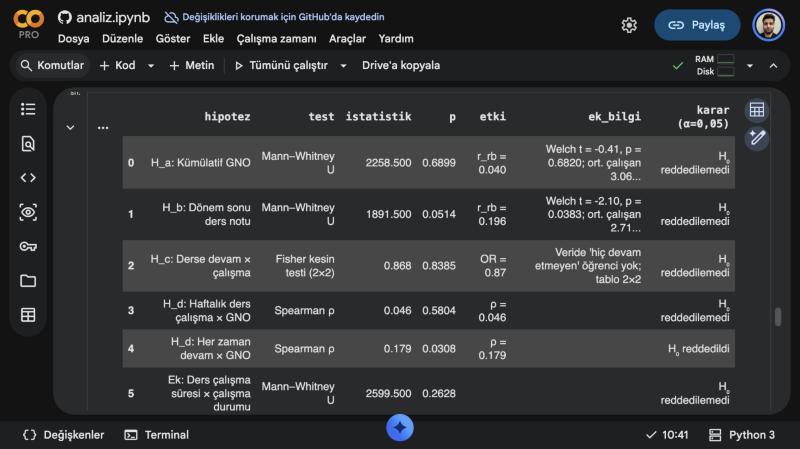 CO PRO
analiz.ipynb
Değişiklikleri korumak için GitHub'da kaydedin
Dosya Düzenle Göster Ekle Çalışma zamanı Araçlar Yardım
Paylaş
Komutlar + Kod + Metin Tümünü çalıştır Drive'a kopyala
RAM
Disk
hipotez test istatistik p etki ek_bilgi karar (α=0,05)
0 H_a: Kümülatif GNO Mann–Whitney U 2258.500 0.6899 r_rb = 0.040 Welch t = -0.41, p = 0.6820; ort. çalışan 3.06... H₀ reddedilemedi
1 H_b: Dönem sonu ders notu Mann–Whitney U 1891.500 0.0514 r_rb = 0.196 Welch t = -2.10, p = 0.0383; ort. çalışan 2.71... H₀ reddedilemedi
2 H_c: Derse devam × çalışma Fisher kesin testi (2×2) 0.868 0.8385 OR = 0.87 Veride 'hiç devam etmeyen' öğrenci yok; tablo 2×2 H₀ reddedilemedi
3 H_d: Haftalık ders çalışma × GNO Spearman ρ 0.046 0.5804 ρ = 0.046 H₀ reddedilemedi
4 H_d: Her zaman devam × GNO Spearman ρ 0.179 0.0308 ρ = 0.179 H₀ reddedildi
5 Ek: Ders çalışma süresi × çalışma durumu Mann–Whitney U 2599.500 0.2628 H₀ reddedilemedi
Değişkenler Terminal 10:41 Python 3